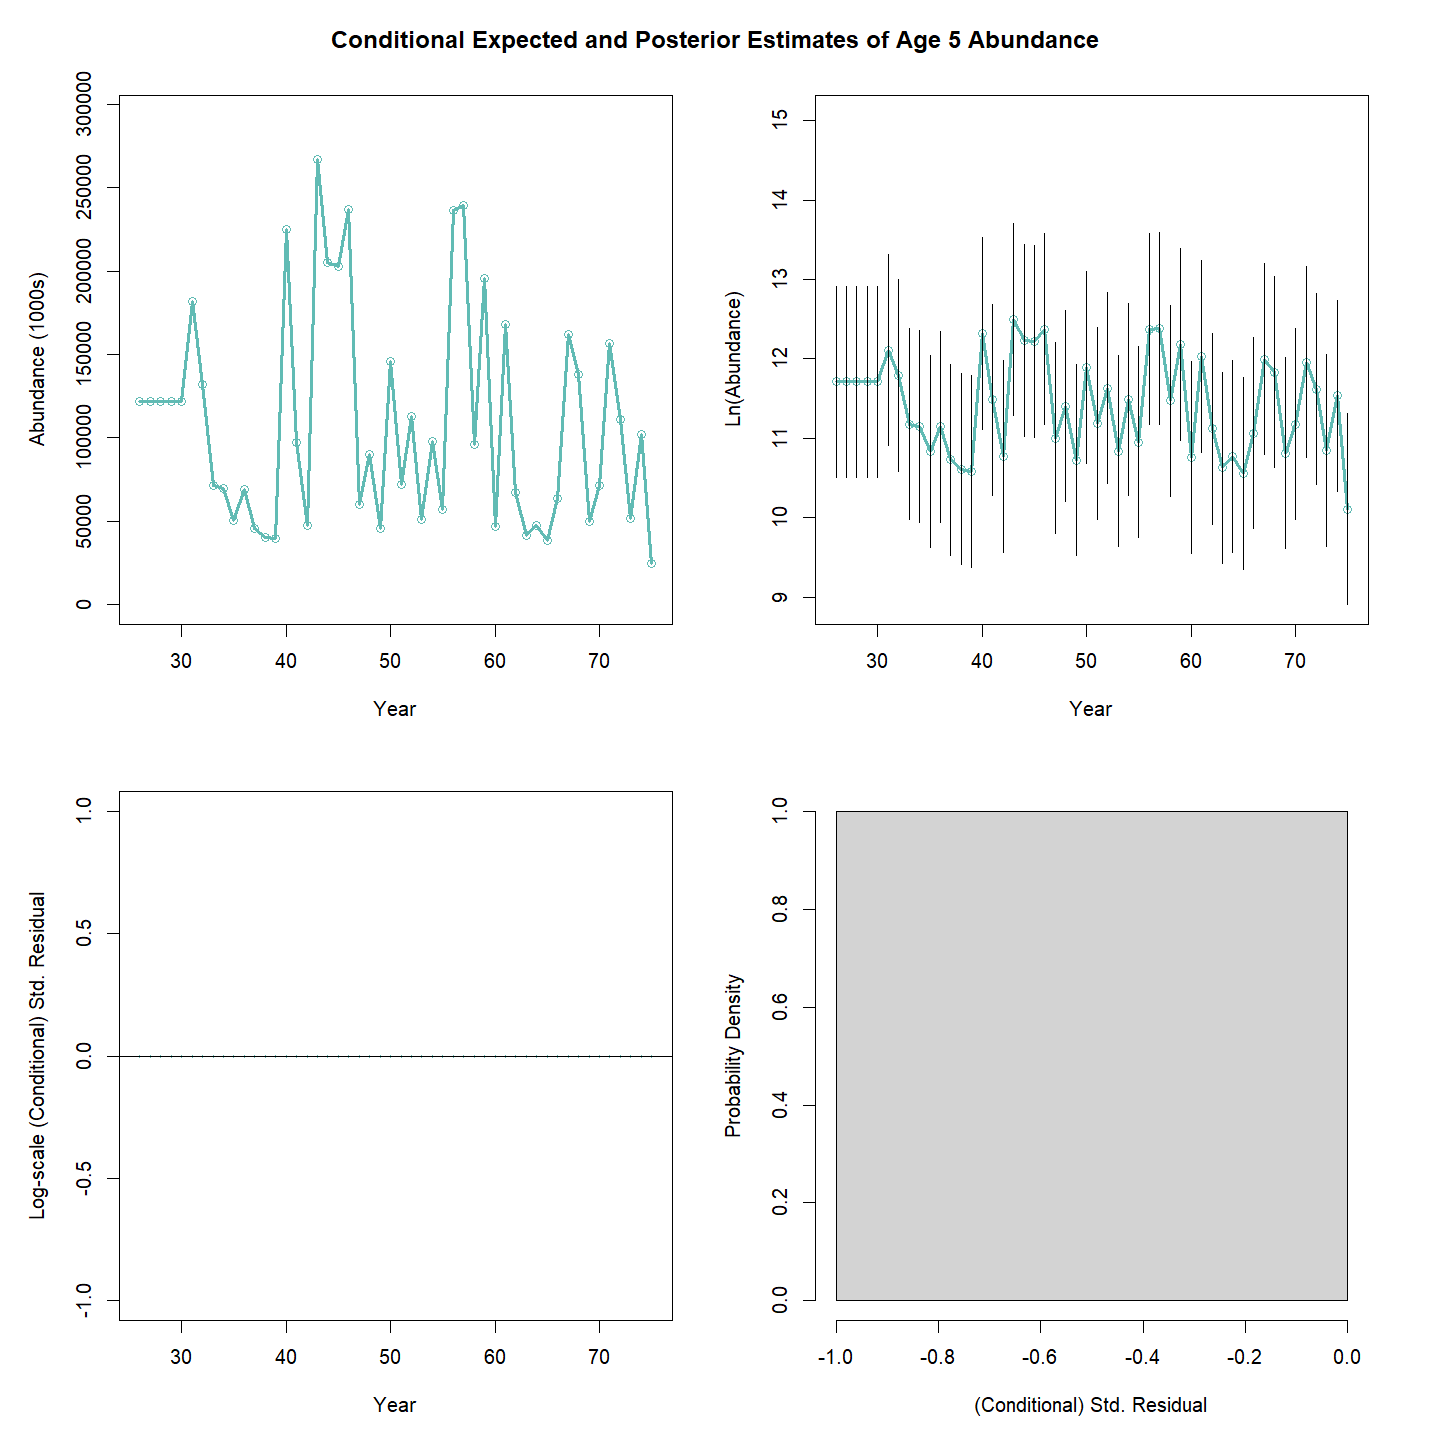 Conditional Expected and Posterior Estimates of Age 5 Abundance
Abundance (1000s)
300000
250000
200000
150000
100000
50000
0
30 40 50 60 70
Year
Ln(Abundance)
15
14
13
12
11
10
9
30 40 50 60 70
Year
Log-scale (Conditional) Std. Residual
1.0
0.5
0.0
-0.5
-1.0
30 40 50 60 70
Year
Probability Density
1.0
0.8
0.6
0.4
0.2
0.0
-1.0 -0.8 -0.6 -0.4 -0.2 0.0
(Conditional) Std. Residual